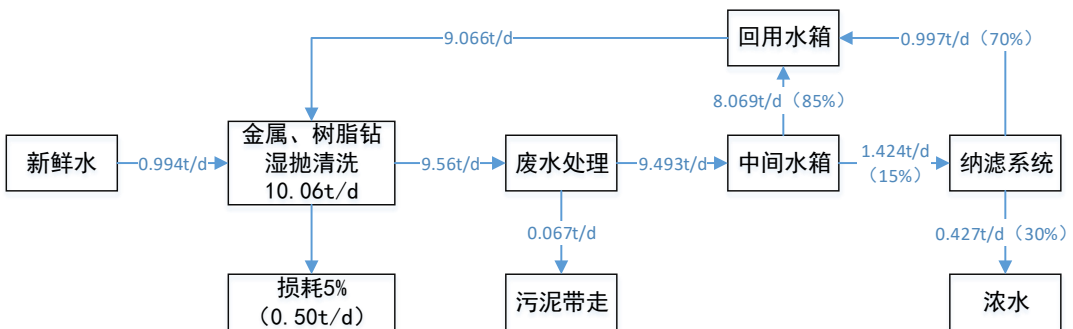 9.066t/d
回用水箱
0.997t/d（70%）
8.069t/d（85%）
新鲜水
0.994t/d
金属、树脂钻
湿抛清洗
10.06t/d
9.56t/d
废水处理
9.493t/d
中间水箱
1.424t/d
（15%）
纳滤系统
0.067t/d
0.427t/d（30%）
损耗5%
（0.50t/d）
污泥带走
浓水